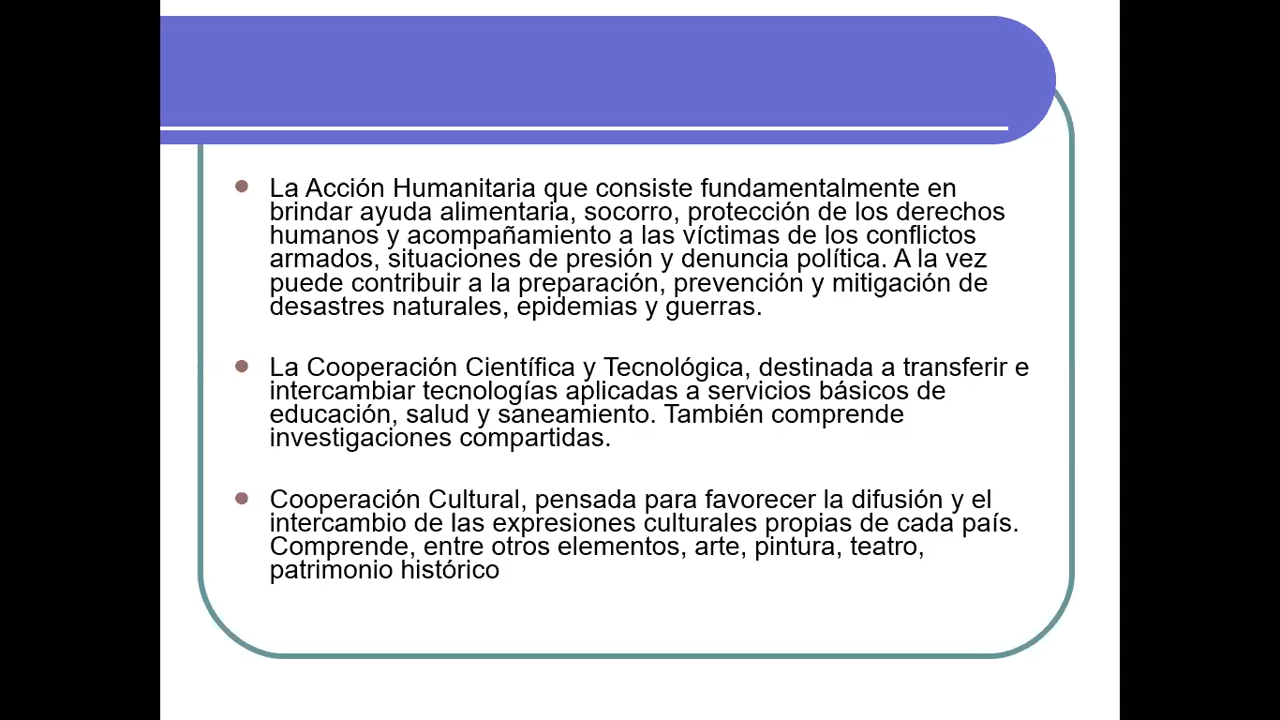 La Acción Humanitaria que consiste fundamentalmente en
brindar ayuda alimentaria, socorro, protección de los derechos
humanos y acompañamiento a las víctimas de los conflictos
armados, situaciones de presión y denuncia política. A la vez
puede contribuir a la preparación, prevención y mitigación de
desastres naturales, epidemias y guerras.
La Cooperación Científica y Tecnológica, destinada a transferir e
intercambiar tecnologías aplicadas a servicios básicos de
educación, salud y saneamiento. También comprende
investigaciones compartidas.
Cooperación Cultural, pensada para favorecer la difusión y el
intercambio de las expresiones culturales propias de cada país.
Comprende, entre otros elementos, arte, pintura, teatro,
patrimonio histórico